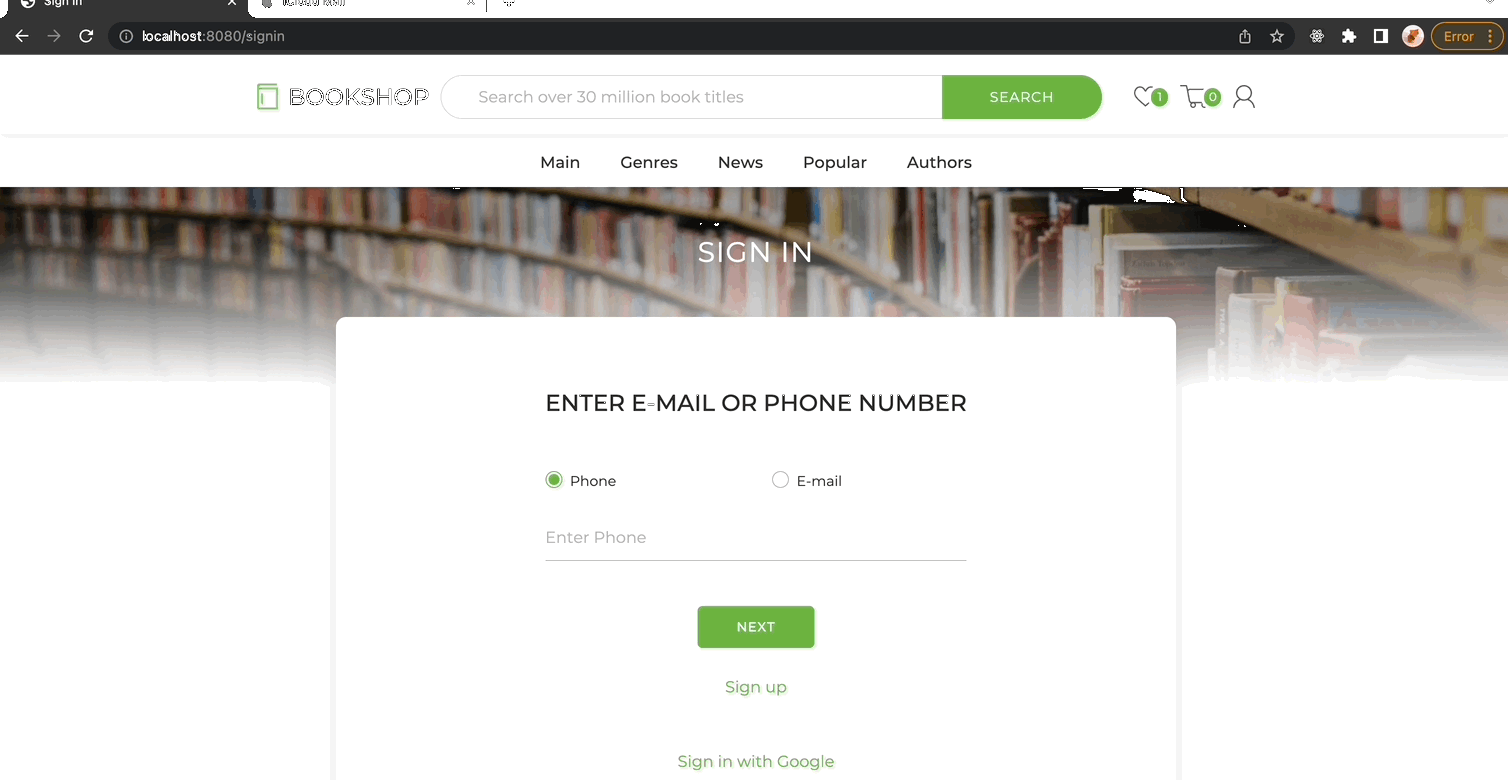 Sign in
localhost:8080/signin
Error
BOOKSHOP
Search over 30 million book titles
SEARCH
1
0
Main
Genres
News
Popular
Authors
SIGN IN
ENTER E-MAIL OR PHONE NUMBER
Phone
E-mail
Enter Phone
NEXT
Sign up
Sign in with Google